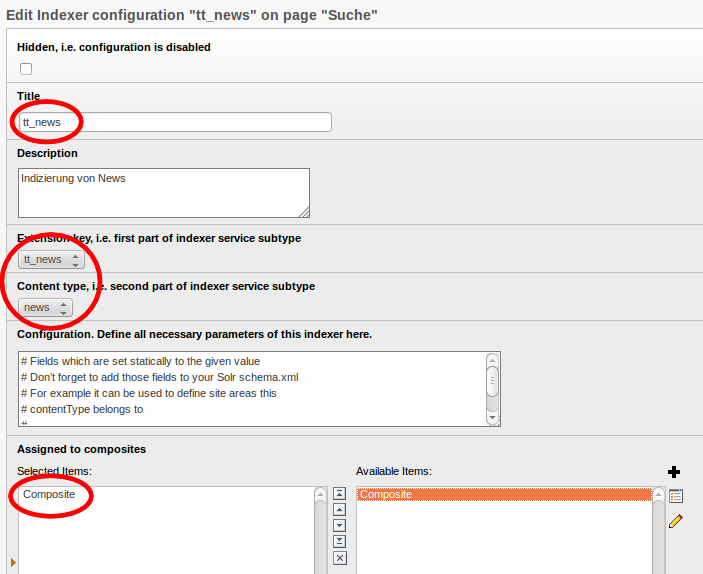 Edit Indexer configuration "tt_news" on page "Suche"
Hidden, i.e. configuration is disabled
Title
tt_news
Description
Indizierung von News
Extension key, i.e. first part of indexer service subtype
tt_news
Content type, i.e. second part of indexer service subtype
news
Configuration. Define all necessary parameters of this indexer here.
# Fields which are set statically to the given value
# Don't forget to add those fields to your Solr schema.xml
# For example it can be used to define site areas this
# contentType belongs to
#
Assigned to composites
Selected Items:
Available Items:
Composite
Composite